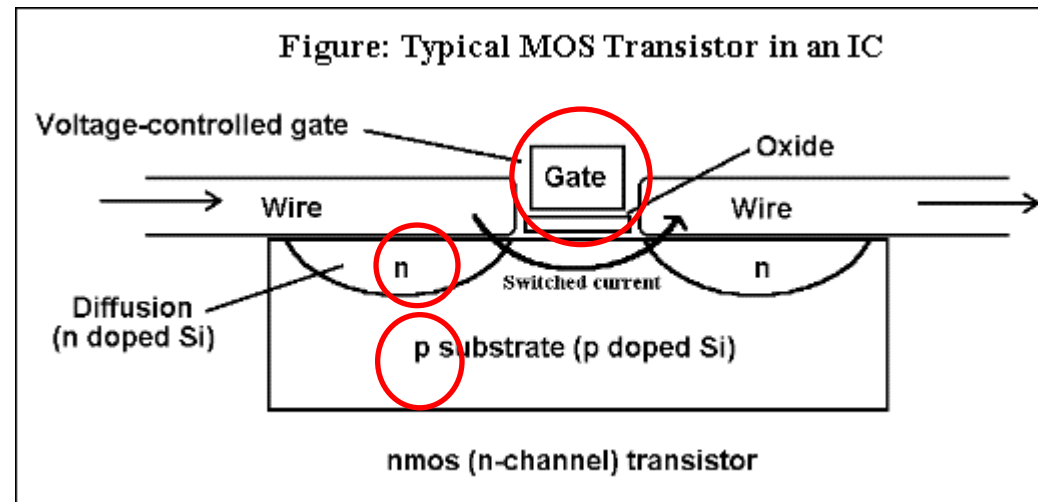 Figure: Typical MOS Transistor in an IC
Voltage-controlled gate
Oxide
Gate
Wire
Wire
n
n
Switched current
Diffusion
(n doped Si)
p substrate (p doped Si)
nmos (n-channel) transistor